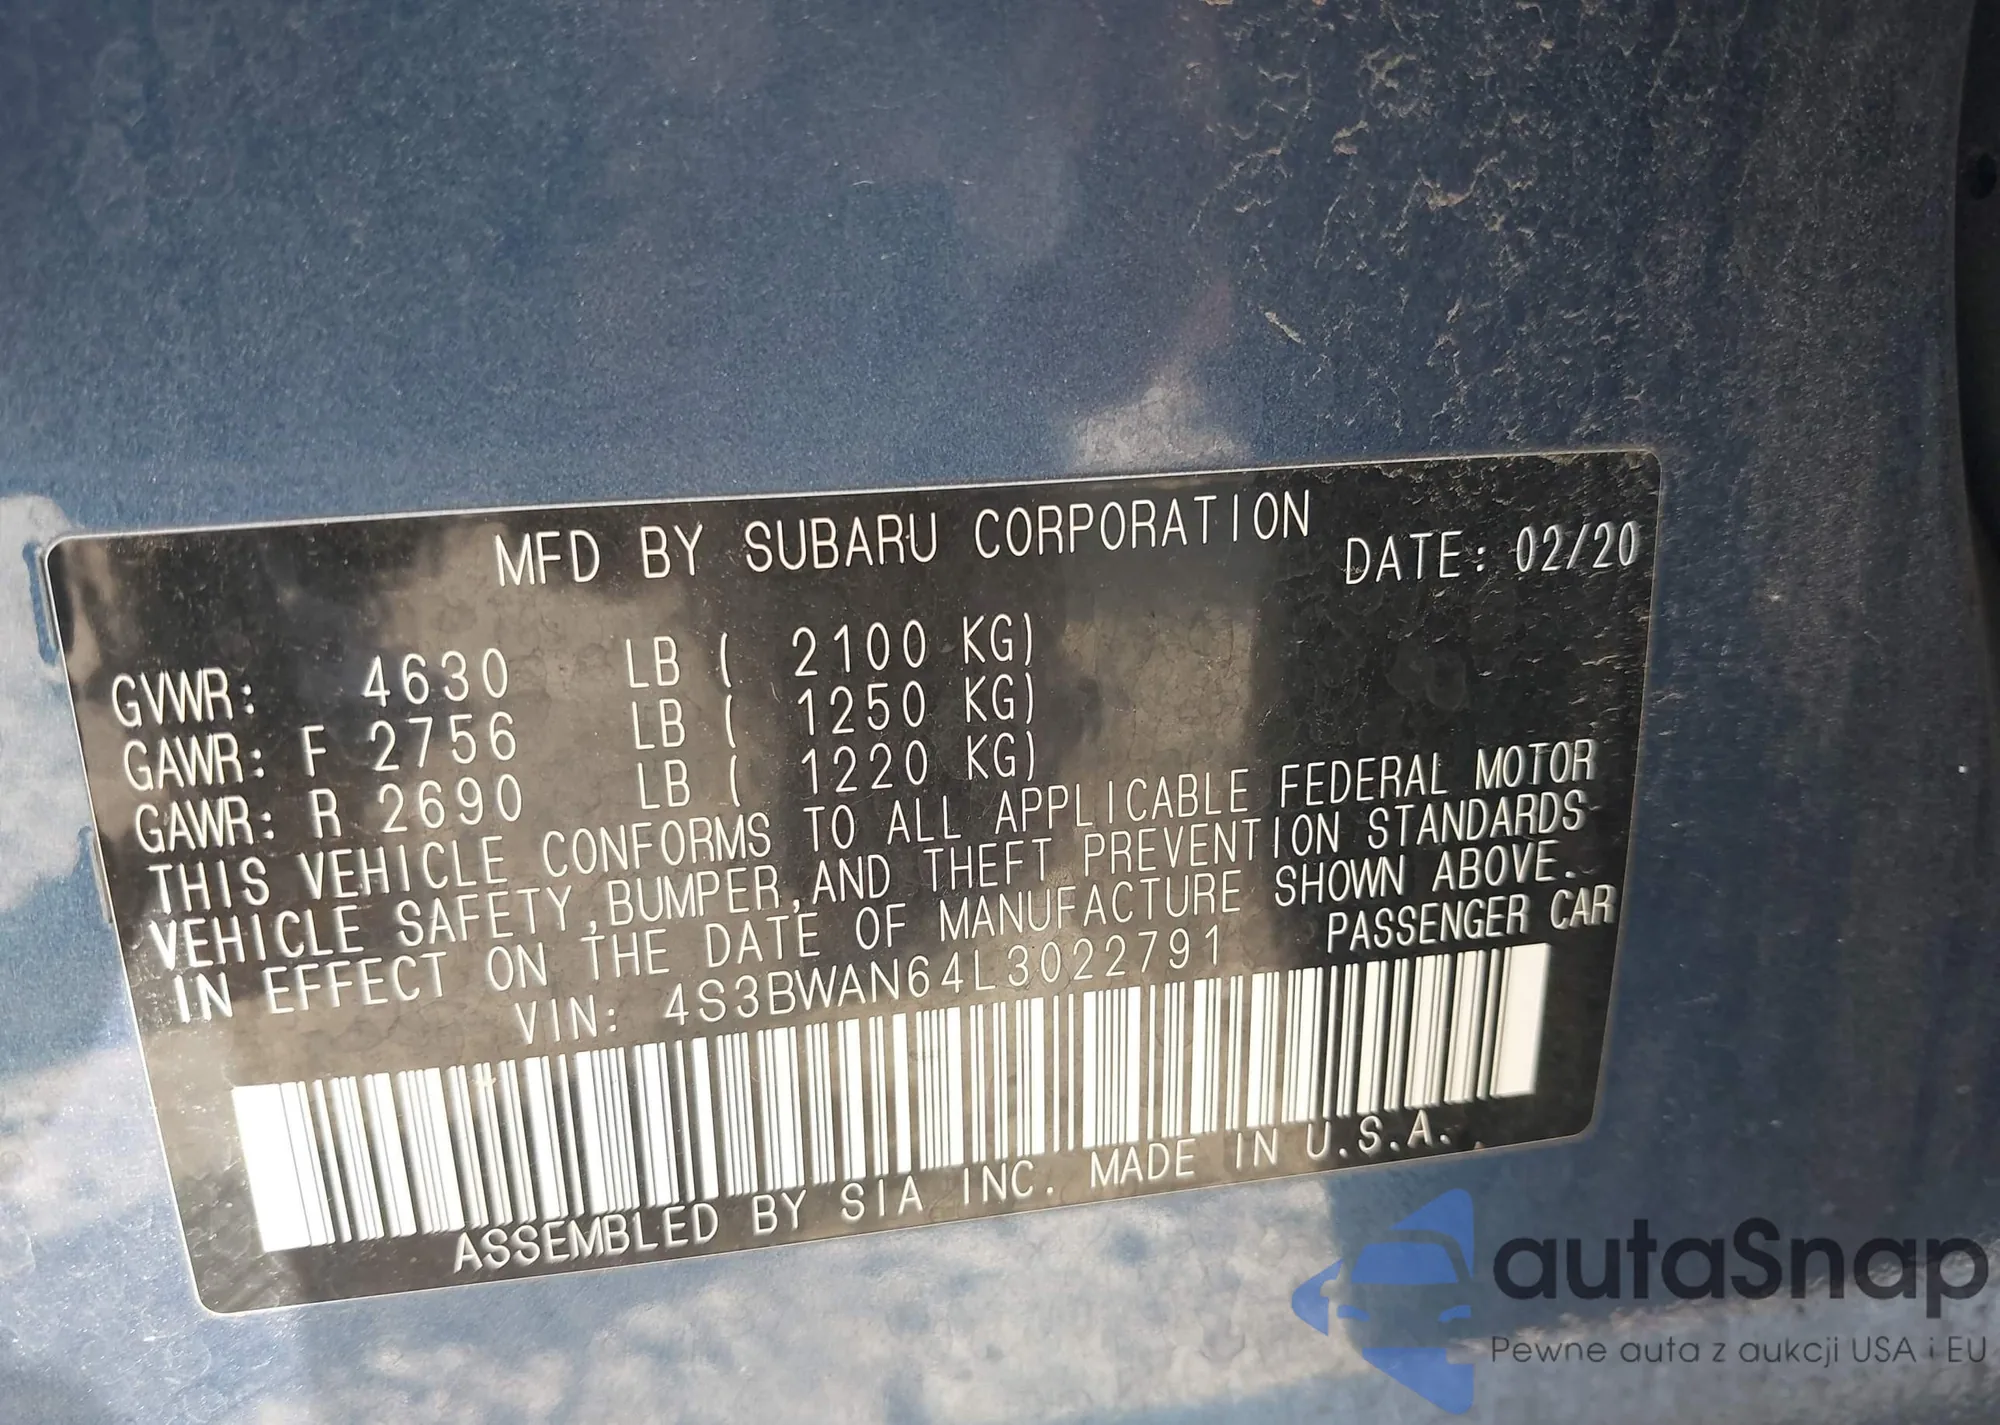 MFD BY SUBARU CORPORATION DATE: 02/20
GVWR: 4630 LB ( 2100 KG)
GAWR: F 2756 LB ( 1250 KG)
GAWR: R 2690 LB ( 1220 KG)
THIS VEHICLE CONFORMS TO ALL APPLICABLE FEDERAL MOTOR
VEHICLE SAFETY,BUMPER,AND THEFT PREVENTION STANDARDS
IN EFFECT ON THE DATE OF MANUFACTURE SHOWN ABOVE.
VIN: 4S3BWAN64L3022791 PASSENGER CAR
ASSEMBLED BY SIA INC. MADE IN U.S.A.
autaSnap
Pewne auta z aukcji USA i EU